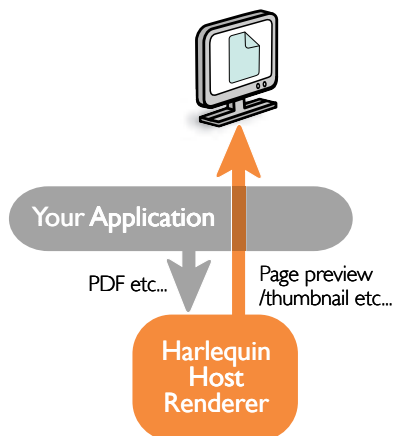 Your Application
PDF etc...
Page preview
/thumbnail etc...
Harlequin
Host
Renderer